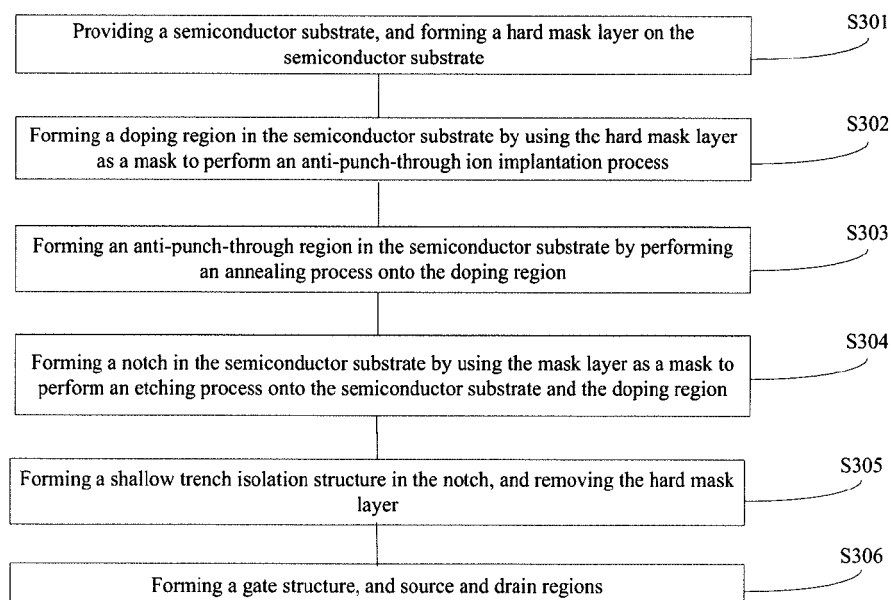 Providing a semiconductor substrate, and forming a hard mask layer on the
semiconductor substrate
S301
Forming a doping region in the semiconductor substrate by using the hard mask layer
as a mask to perform an anti-punch-through ion implantation process
S302
Forming an anti-punch-through region in the semiconductor substrate by performing
an annealing process onto the doping region
S303
Forming a notch in the semiconductor substrate by using the mask layer as a mask to
perform an etching process onto the semiconductor substrate and the doping region
S304
Forming a shallow trench isolation structure in the notch, and removing the hard mask
layer
S305
Forming a gate structure, and source and drain regions
S306